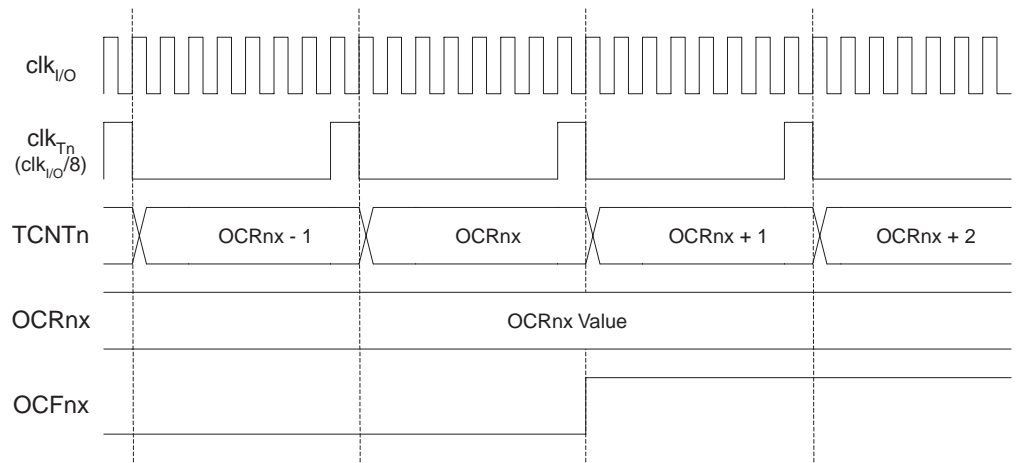 clkI/O
clkTn
(clkI/O/8)
TCNTn
OCRnx - 1
OCRnx
OCRnx + 1
OCRnx + 2
OCRnx
OCRnx Value
OCFnx